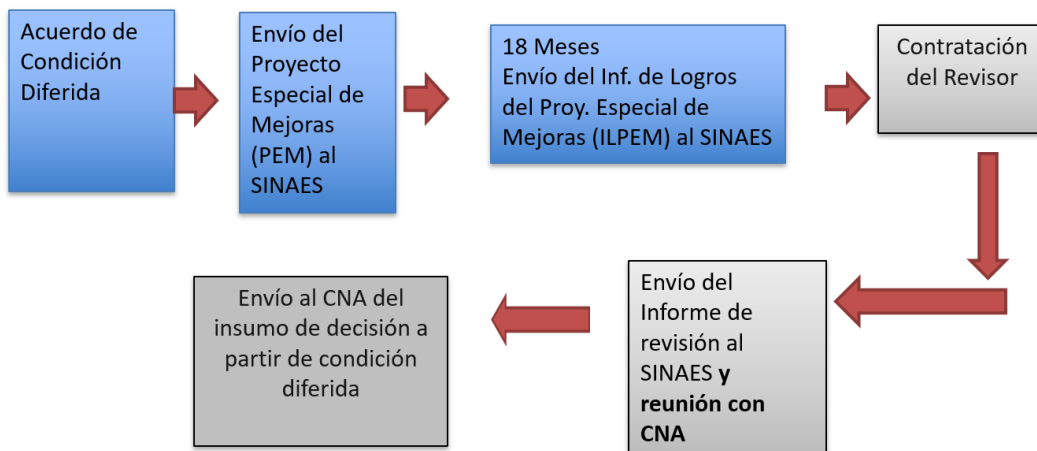 Acuerdo de
Condición
Diferida
Envío del
Proyecto
Especial de
Mejoras
(PEM) al
SINAES
18 Meses
Envío del Inf. de Logros
del Proy. Especial de
Mejoras (ILPEM) al SINAES
Contratación
del Revisor
Envío del
Informe de
revisión al
SINAES y
reunión con
CNA
Envío al CNA del
insumo de decisión a
partir de condición
diferida